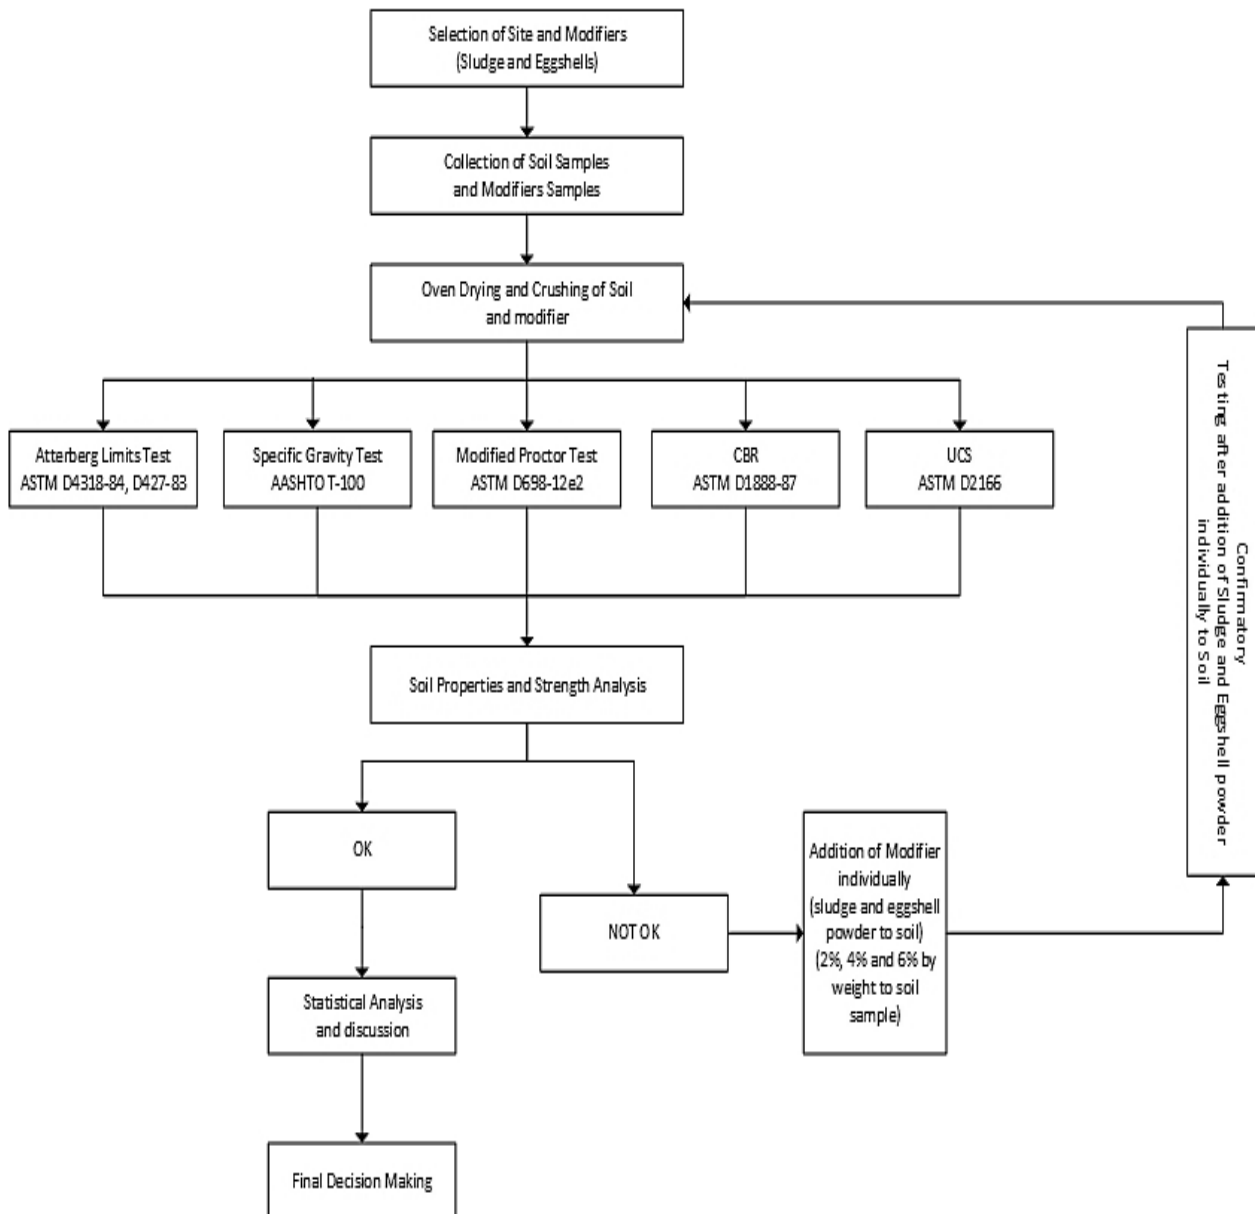 Selection of Site and Modifiers
(Sludge and Eggshells)
Collection of Soil Samples
and Modifiers Samples
Oven Drying and Crushing of Soil
and modifier
Atterberg Limits Test
ASTM D4318-84, D427-83
Specific Gravity Test
AASHTO T-100
Modified Proctor Test
ASTM D698-12e2
CBR
ASTM D1888-87
UCS
ASTM D2166
Confirmatory
Testing after addition of Sludge and Eggshell powder
individually to Soil
Soil Properties and Strength Analysis
OK
NOT OK
Addition of Modifier
individually
(sludge and eggshell
powder to soil)
(2%, 4% and 6% by
weight to soil
sample)
Statistical Analysis
and discussion
Final Decision Making